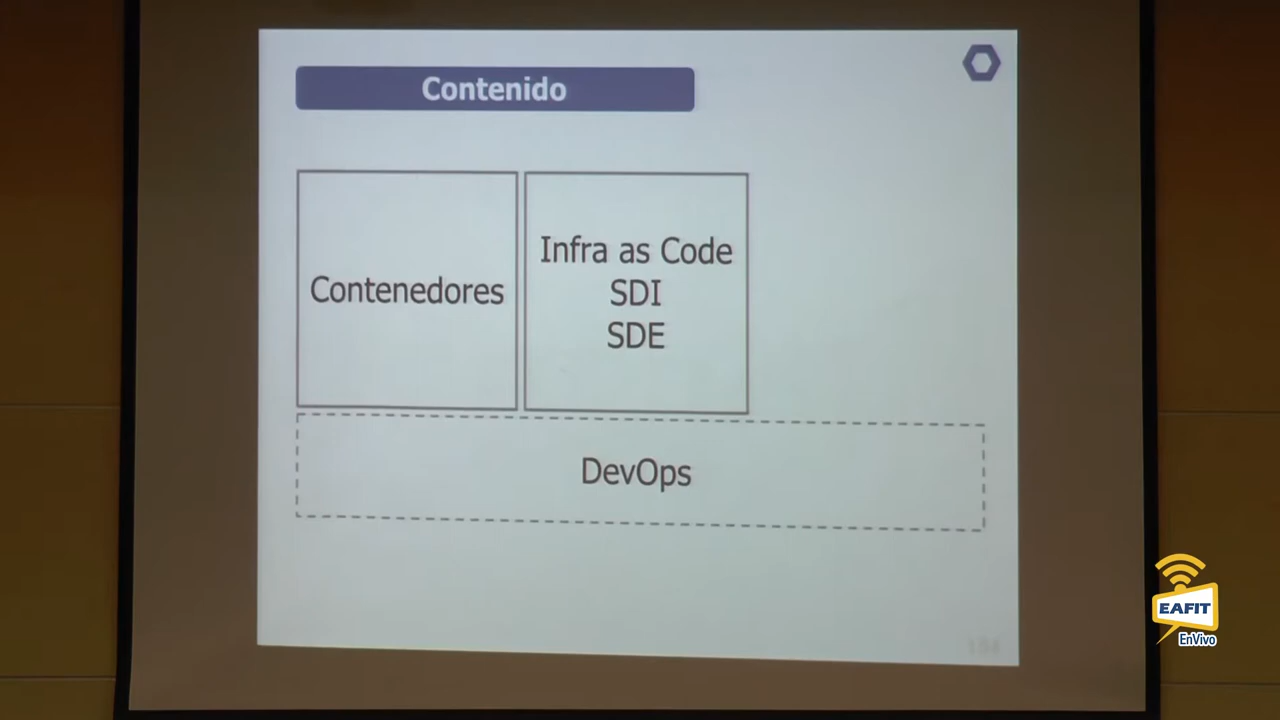 Contenido
Contenedores
Infra as Code
SDI
SDE
DevOps
EAFIT
EnVivo